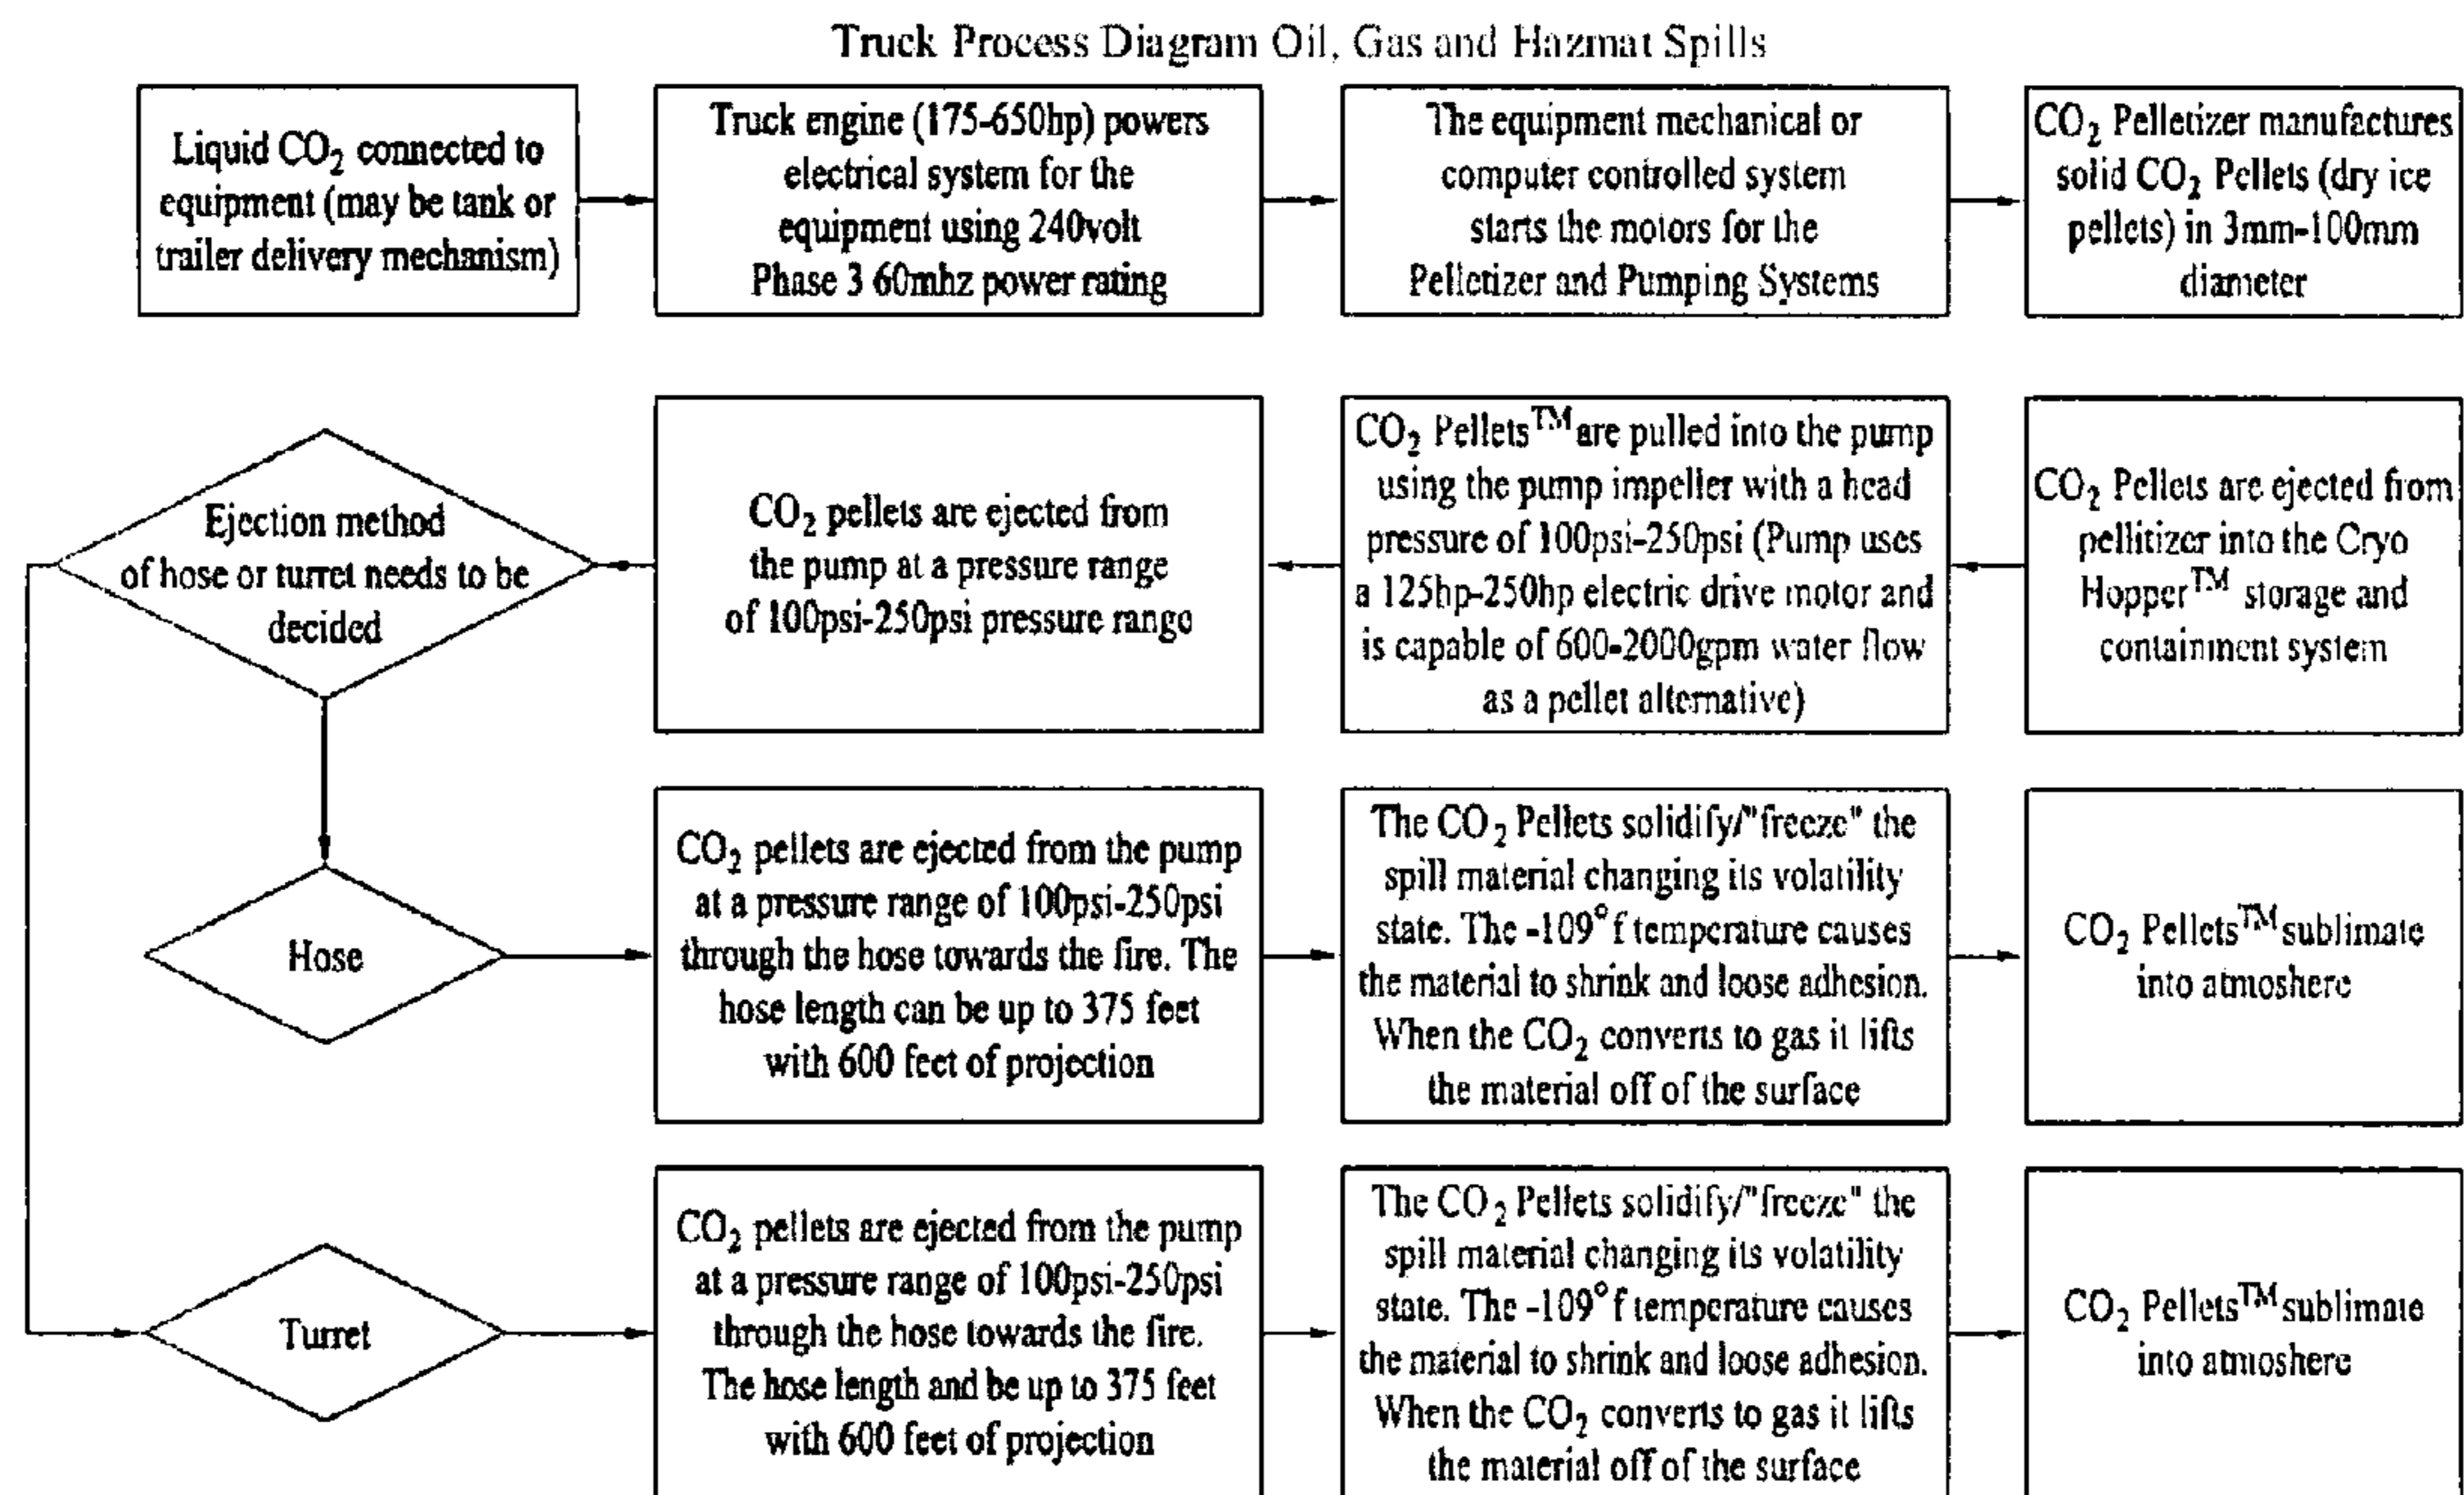 Truck Process Diagram Oil, Gas and Hazmat Spills
Liquid CO₂ connected to
equipment (may be tank or
trailer delivery mechanism)
Truck engine (175-650hp) powers
electrical system for the
equipment using 240volt
Phase 3 60mhz power rating
The equipment mechanical or
computer controlled system
starts the motors for the
Pelletizer and Pumping Systems
CO₂ Pelletizer manufactures
solid CO₂ Pellets (dry ice
pellets) in 3mm-100mm
diameter
CO₂ Pellets are ejected from
pellitizer into the Cryo
Hopper™ storage and
containment system
CO₂ Pellets™ are pulled into the pump
using the pump impeller with a head
pressure of 100psi-250psi (Pump uses
a 125hp-250hp electric drive motor and
is capable of 600-2000gpm water flow
as a pellet alternative)
CO₂ pellets are ejected from
the pump at a pressure range
of 100psi-250psi pressure range
Ejection method
of hose or turret needs to be
decided
Hose
CO₂ pellets are ejected from the pump
at a pressure range of 100psi-250psi
through the hose towards the fire. The
hose length can be up to 375 feet
with 600 feet of projection
The CO₂ Pellets solidify/"freeze" the
spill material changing its volatility
state. The -109°f temperature causes
the material to shrink and loose adhesion.
When the CO₂ converts to gas it lifts
the material off of the surface
CO₂ Pellets™ sublimate
into atmoshere
Turret
CO₂ pellets are ejected from the pump
at a pressure range of 100psi-250psi
through the hose towards the fire.
The hose length and be up to 375 feet
with 600 feet of projection
The CO₂ Pellets solidify/"freeze" the
spill material changing its volatility
state. The -109°f temperature causes
the material to shrink and loose adhesion.
When the CO₂ converts to gas it lifts
the material off of the surface
CO₂ Pellets™ sublimate
into atmoshere